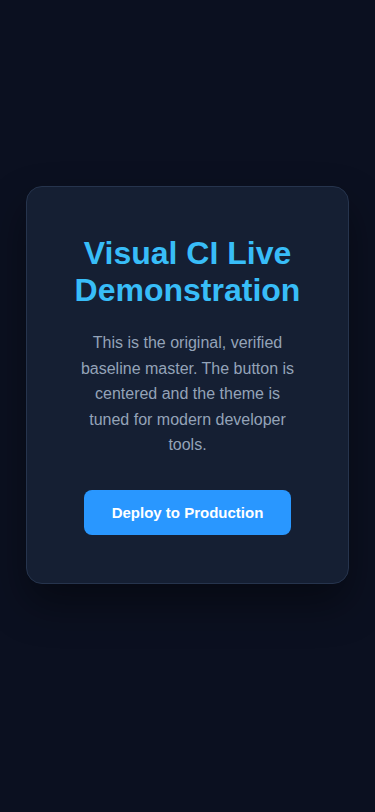 Visual CI Live
Demonstration
This is the original, verified
baseline master. The button is
centered and the theme is
tuned for modern developer
tools.
Deploy to Production